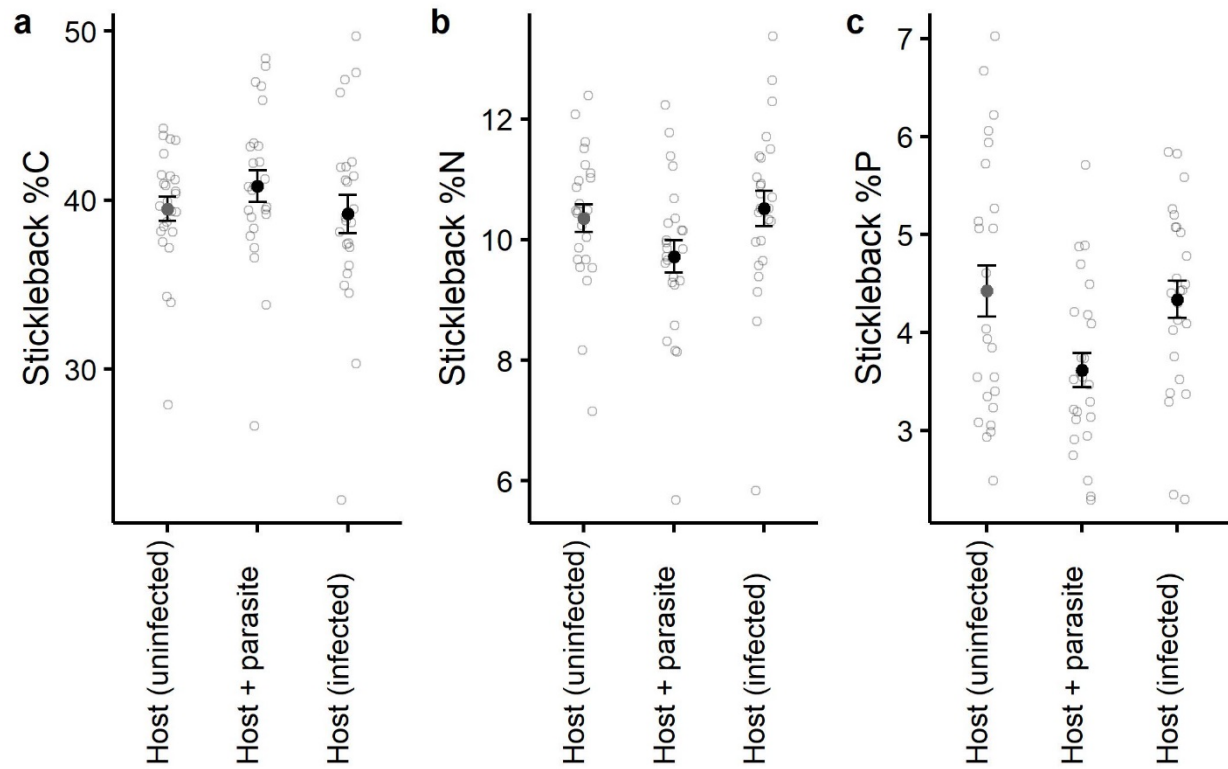 a
Stickleback %C
50
40
30
Host (uninfected)
Host + parasite
Host (infected)
b
Stickleback %N
12
10
8
6
Host (uninfected)
Host + parasite
Host (infected)
c
Stickleback %P
7
6
5
4
3
Host (uninfected)
Host + parasite
Host (infected)